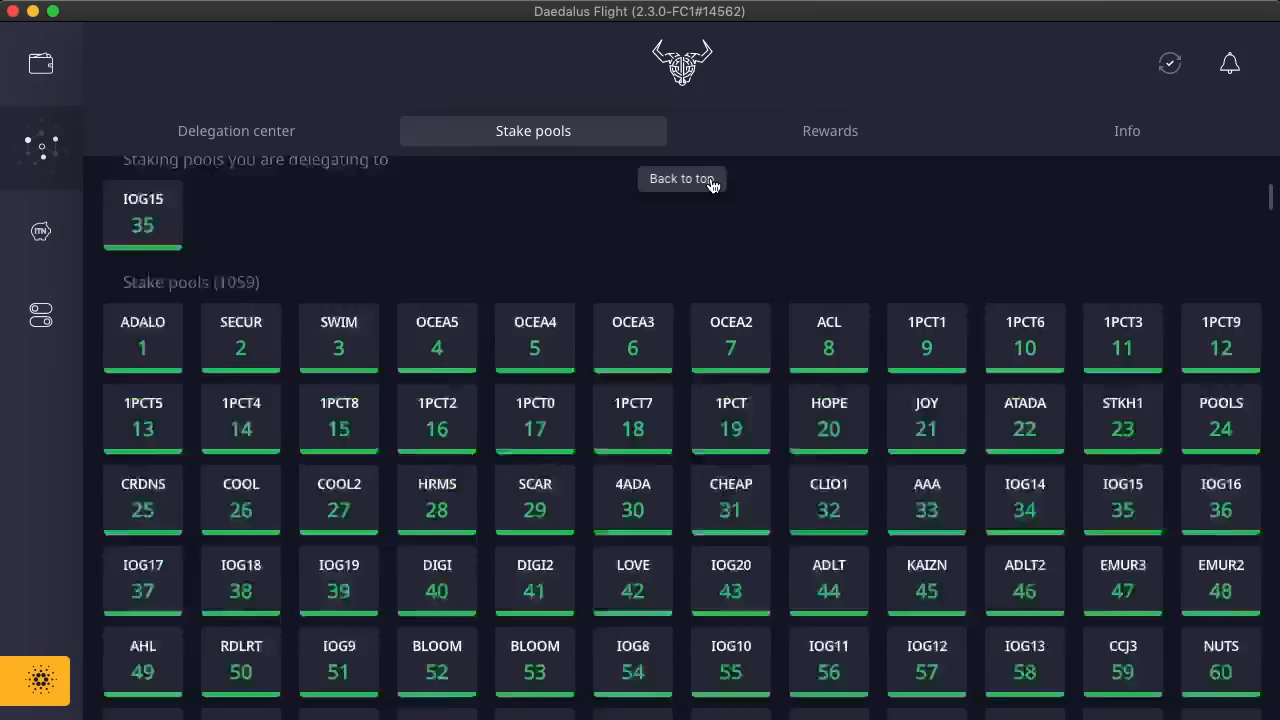 Daedalus Flight (2.3.0-FC1#14562)
Delegation center Stake pools Rewards Info
Staking pools you are delegating to
Back to top
IOG15
35
Stake pools (1059)
ADALO SECUR SWIM OCEA5 OCEA4 OCEA3 OCEA2 ACL 1PCT1 1PCT6 1PCT3 1PCT9
1 2 3 4 5 6 7 8 9 10 11 12
1PCT5 1PCT4 1PCT8 1PCT2 1PCT0 1PCT7 1PCT HOPE JOY ATADA STKH1 POOLS
13 14 15 16 17 18 19 20 21 22 23 24
CRDNS COOL COOL2 HRMS SCAR 4ADA CHEAP CLIO1 AAA IOG14 IOG15 IOG16
25 26 27 28 29 30 31 32 33 34 35 36
IOG17 IOG18 IOG19 DIGI DIGI2 LOVE IOG20 ADLT KAIZN ADLT2 EMUR3 EMUR2
37 38 39 40 41 42 43 44 45 46 47 48
AHL RDLRT IOG9 BLOOM BLOOM IOG8 IOG10 IOG11 IOG12 IOG13 CCJ3 NUTS
49 50 51 52 53 54 55 56 57 58 59 60
ITN